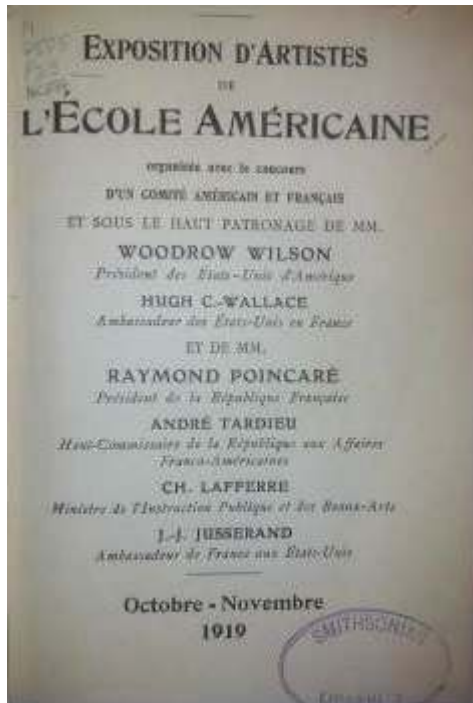 EXPOSITION D'ARTISTES
DE
L'ÉCOLE AMÉRICAINE
organisée avec le concours
D'UN COMITÉ AMÉRICAIN ET FRANÇAIS
ET SOUS LE HAUT PATRONAGE DE MM.
WOODROW WILSON
Président des États-Unis d'Amérique
HUGH C.-WALLACE
Ambassadeur des États-Unis en France
ET DE MM.
RAYMOND POINCARÉ
Président de la République Française
ANDRÉ TARDIEU
Haut-Commissaire de la République aux Affaires
Franco-Américaines
CH. LAFFERRE
Ministre de l'Instruction Publique et des Beaux-Arts
J.-J. JUSSERAND
Ambassadeur de France aux États-Unis
Octobre - Novembre
1919
SMITHSONIAN